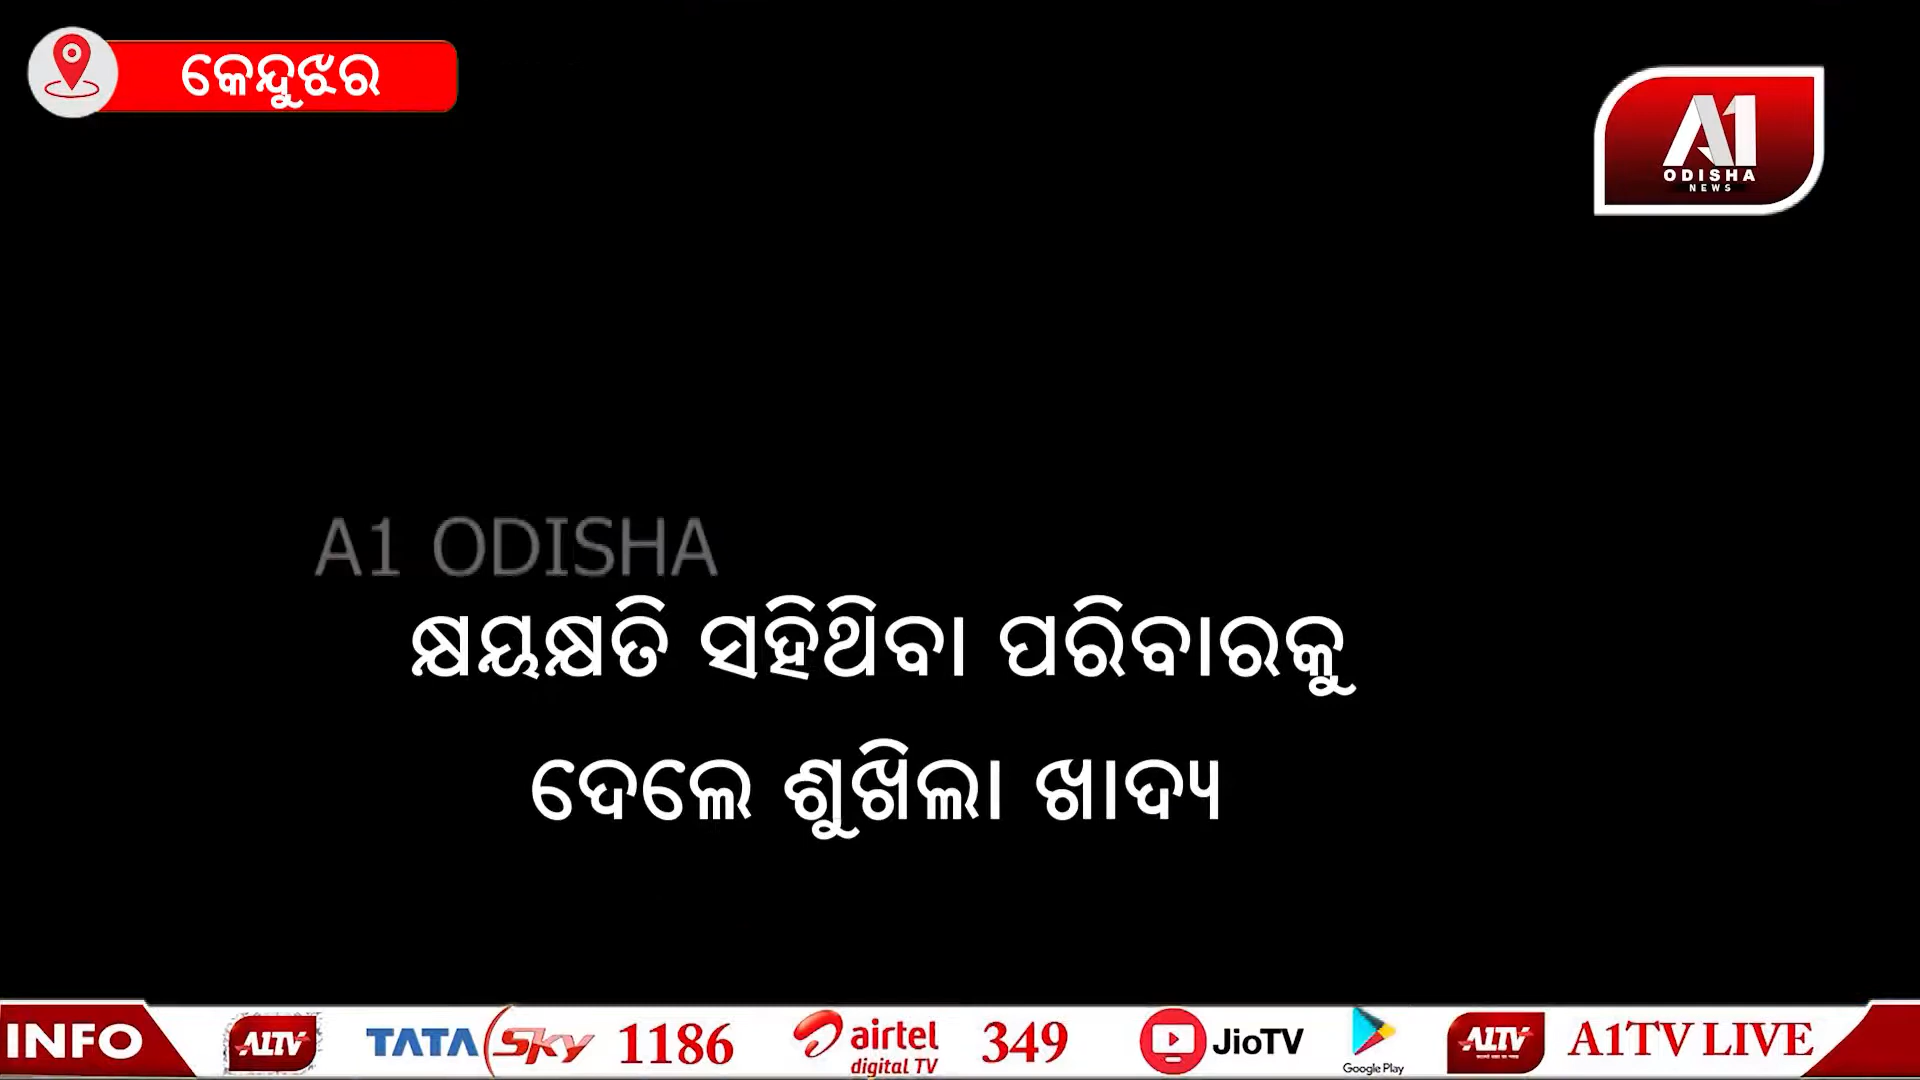 କେନ୍ଦୁଝର
A1
ODISHA
NEWS
A1 ODISHA
କ୍ଷୟକ୍ଷତି ସହିଥିବା ପରିବାରକୁ
ଦେଲେ ଶୁଖିଲା ଖାଦ୍ୟ
INFO A1TV TATA Sky 1186 airtel digital TV 349 JioTV Google Play A1TV A1TV LIVE